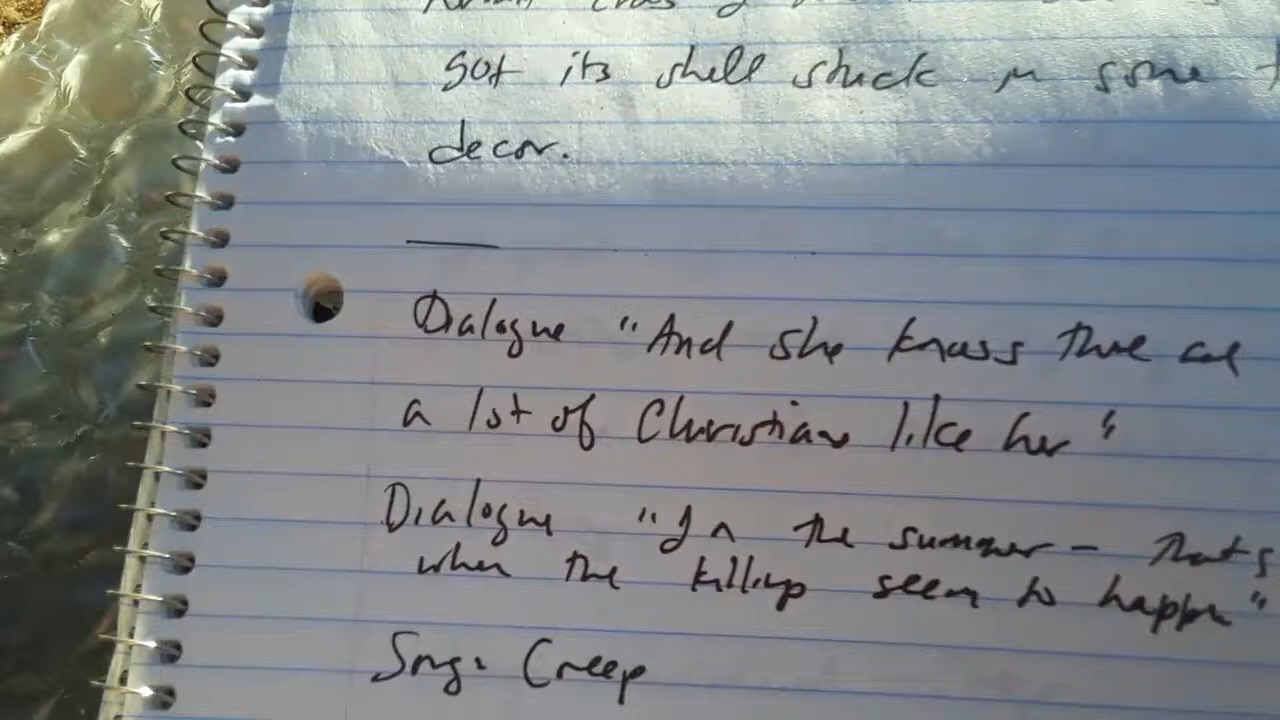 got its shell stuck in some
decor.
Dialogue "And she knows there are
a lot of Christians like her"
Dialogue "In the summer - that's
when the killings seem to happen"
Song: Creep